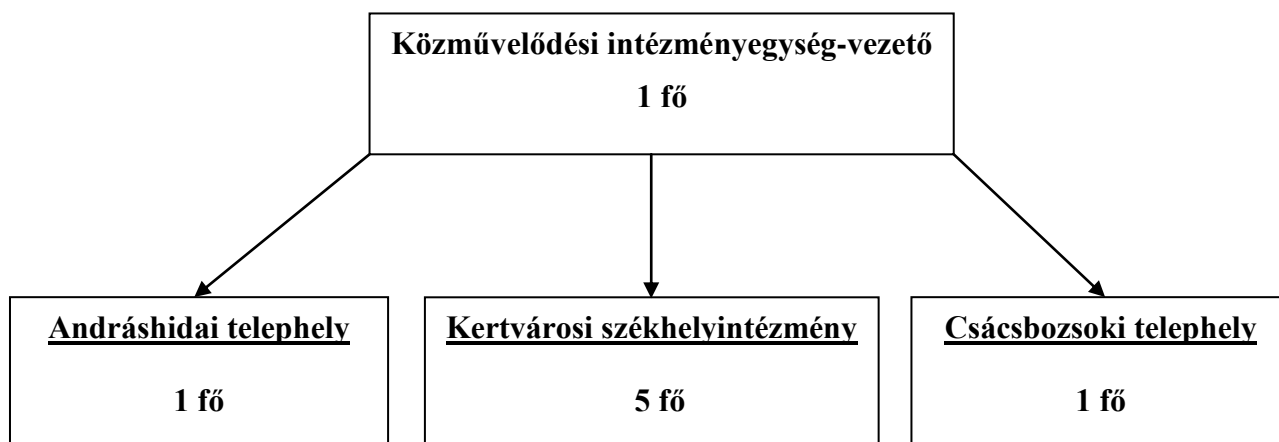 Közművelődési intézményegység-vezető
1 fő
Andráshidai telephely
1 fő
Kertvárosi székhelyintézmény
5 fő
Csácsbozsoki telephely
1 fő